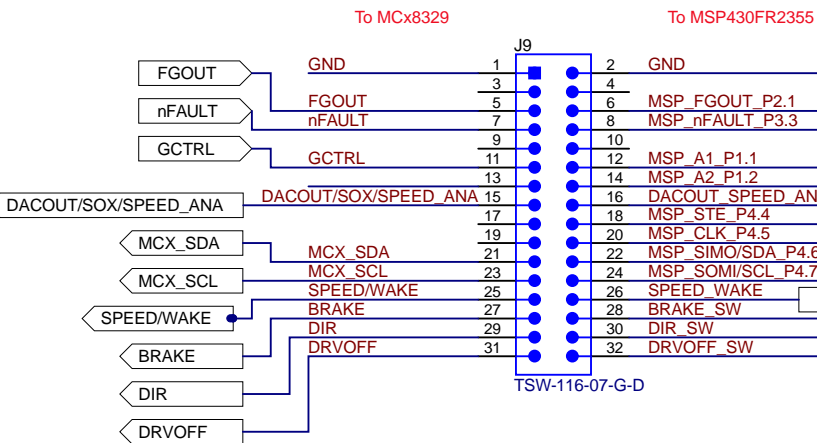 To MCx8329
To MSP430FR2355
J9
FGOUT
nFAULT
GCTRL
DACOUT/SOX/SPEED_ANA
MCX_SDA
MCX_SCL
SPEED/WAKE
BRAKE
DIR
DRVOFF
GND 1 2 GND
3 4
FGOUT 5 6 MSP_FGOUT_P2.1
nFAULT 7 8 MSP_nFAULT_P3.3
9 10
GCTRL 11 12 MSP_A1_P1.1
13 14 MSP_A2_P1.2
DACOUT/SOX/SPEED_ANA 15 16 DACOUT_SPEED_AN
17 18 MSP_STE_P4.4
19 20 MSP_CLK_P4.5
MCX_SDA 21 22 MSP_SIMO/SDA_P4.6
MCX_SCL 23 24 MSP_SOMI/SCL_P4.7
SPEED/WAKE 25 26 SPEED_WAKE
BRAKE 27 28 BRAKE_SW
DIR 29 30 DIR_SW
DRVOFF 31 32 DRVOFF_SW
TSW-116-07-G-D